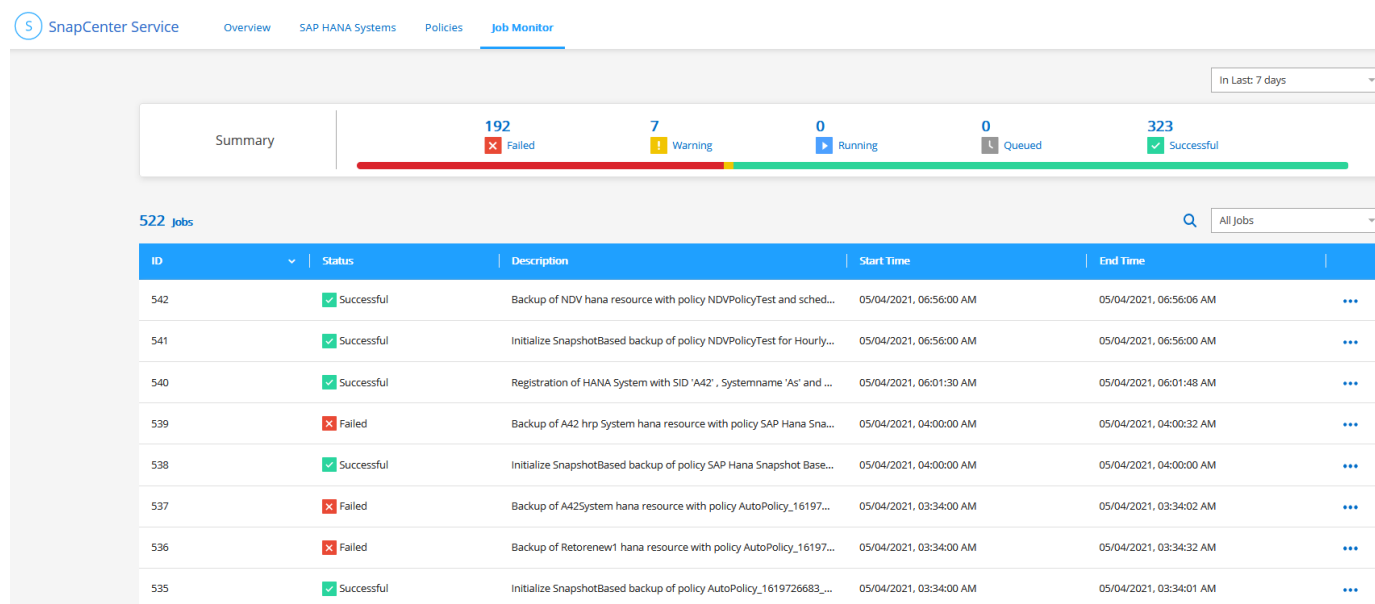 S SnapCenter Service Overview SAP HANA Systems Policies Job Monitor
In Last: 7 days
Summary
192 7 0 0 323
Failed Warning Running Queued Successful
522 Jobs All Jobs
ID Status Description Start Time End Time
542 Successful Backup of NDV hana resource with policy NDVPolicyTest and sched... 05/04/2021, 06:56:00 AM 05/04/2021, 06:56:06 AM
541 Successful Initialize SnapshotBased backup of policy NDVPolicyTest for Hourly... 05/04/2021, 06:56:00 AM 05/04/2021, 06:56:00 AM
540 Successful Registration of HANA System with SID 'A42' , Systemname 'As' and ... 05/04/2021, 06:01:30 AM 05/04/2021, 06:01:48 AM
539 Failed Backup of A42 hrp System hana resource with policy SAP Hana Sna... 05/04/2021, 04:00:00 AM 05/04/2021, 04:00:32 AM
538 Successful Initialize SnapshotBased backup of policy SAP Hana Snapshot Base... 05/04/2021, 04:00:00 AM 05/04/2021, 04:00:00 AM
537 Failed Backup of A42System hana resource with policy AutoPolicy_16197... 05/04/2021, 03:34:00 AM 05/04/2021, 03:34:02 AM
536 Failed Backup of Retorenew1 hana resource with policy AutoPolicy_16197... 05/04/2021, 03:34:00 AM 05/04/2021, 03:34:32 AM
535 Successful Initialize SnapshotBased backup of policy AutoPolicy_1619726683_... 05/04/2021, 03:34:00 AM 05/04/2021, 03:34:01 AM